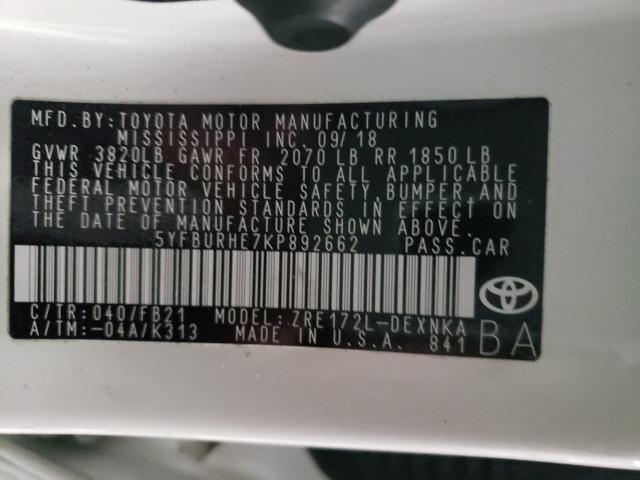 MFD.BY:TOYOTA MOTOR MANUFACTURING
MISSISSIPPI INC.09/18
GVWR 3820LB GAWR FR 2070 LB RR 1850 LB
THIS VEHICLE CONFORMS TO ALL APPLICABLE
FEDERAL MOTOR VEHICLE SAFETY, BUMPER, AND
THEFT PREVENTION STANDARDS IN EFFECT ON
THE DATE OF MANUFACTURE SHOWN ABOVE.
5YFBURHE7KP892662 PASS.CAR
C/TR:040/FB21 MODEL:ZRE172L-DEXNKA
A/TM:-04A/K313 MADE IN U.S.A. 841 BA